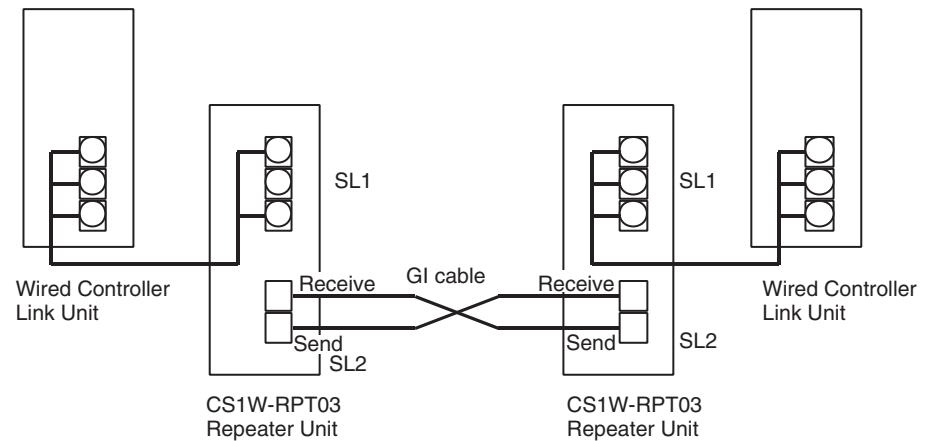 SL1
SL1
Wired Controller
Link Unit
Receive
GI cable
Receive
Wired Controller
Link Unit
Send
SL2
Send
SL2
CS1W-RPT03
Repeater Unit
CS1W-RPT03
Repeater Unit